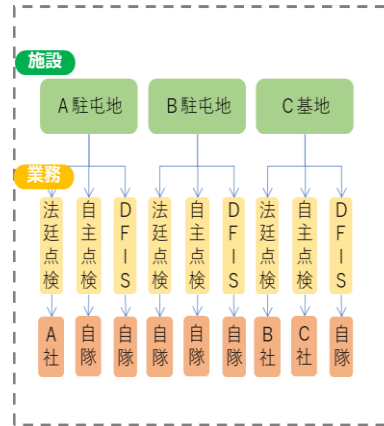 施設
A駐屯地
B駐屯地
C基地
業務
法廷点検
自主点検
DFIS
法廷点検
自主点検
DFIS
法廷点検
自主点検
DFIS
A社
自隊
自隊
自隊
自隊
自隊
B社
C社
自隊